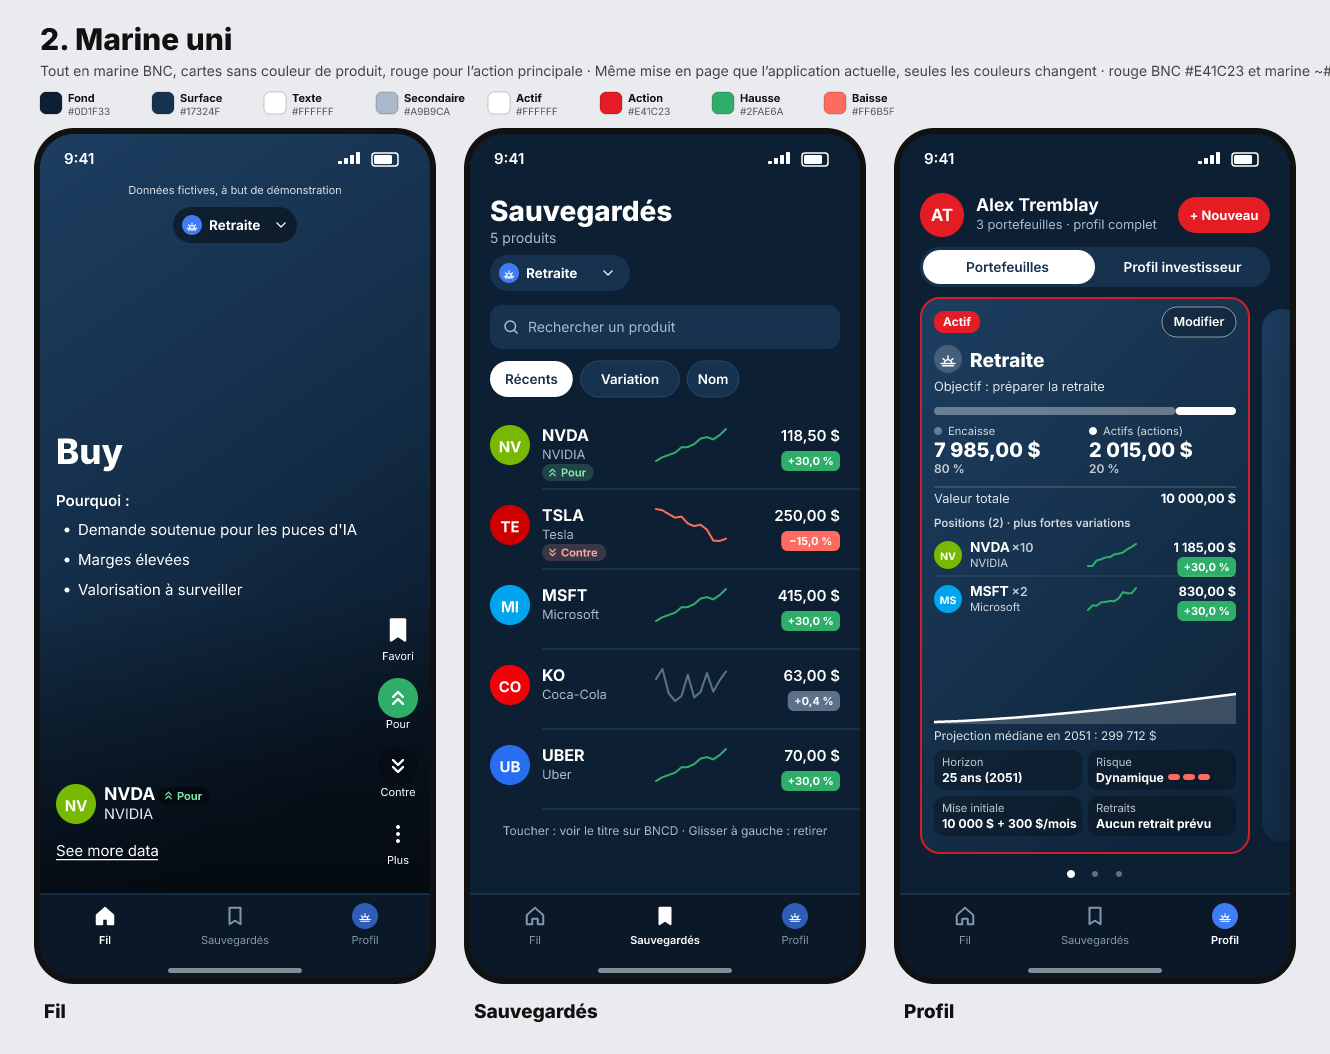 2. Marine uni
Tout en marine BNC, cartes sans couleur de produit, rouge pour l'action principale · Même mise en page que l'application actuelle, seules les couleurs changent · rouge BNC #E41C23 et marine ~#
Fond
#0D1F33
Surface
#17324F
Texte
#FFFFFF
Secondaire
#A9B9CA
Actif
#FFFFFF
Action
#E41C23
Hausse
#2FAE6A
Baisse
#FF6B5F
9:41
Données fictives, à but de démonstration
Retraite
Buy
Pourquoi :
• Demande soutenue pour les puces d'IA
• Marges élevées
• Valorisation à surveiller
Favori
Pour
Contre
Plus
NV
NVDA
Pour
NVIDIA
See more data
Fil
Sauvegardés
Profil
Fil
9:41
Sauvegardés
5 produits
Retraite
Rechercher un produit
Récents
Variation
Nom
NV
NVDA
NVIDIA
Pour
118,50 $
+30,0 %
TE
TSLA
Tesla
Contre
250,00 $
−15,0 %
MI
MSFT
Microsoft
415,00 $
+30,0 %
CO
KO
Coca-Cola
63,00 $
+0,4 %
UB
UBER
Uber
70,00 $
+30,0 %
Toucher : voir le titre sur BNCD · Glisser à gauche : retirer
Fil
Sauvegardés
Profil
Sauvegardés
9:41
AT
Alex Tremblay
3 portefeuilles · profil complet
+ Nouveau
Portefeuilles
Profil investisseur
Actif
Modifier
Retraite
Objectif : préparer la retraite
Encaisse
7 985,00 $
80 %
Actifs (actions)
2 015,00 $
20 %
Valeur totale
10 000,00 $
Positions (2) · plus fortes variations
NV
NVDA ×10
NVIDIA
1 185,00 $
+30,0 %
MS
MSFT ×2
Microsoft
830,00 $
+30,0 %
Projection médiane en 2051 : 299 712 $
Horizon
25 ans (2051)
Risque
Dynamique
Mise initiale
10 000 $ + 300 $/mois
Retraits
Aucun retrait prévu
Fil
Sauvegardés
Profil
Profil